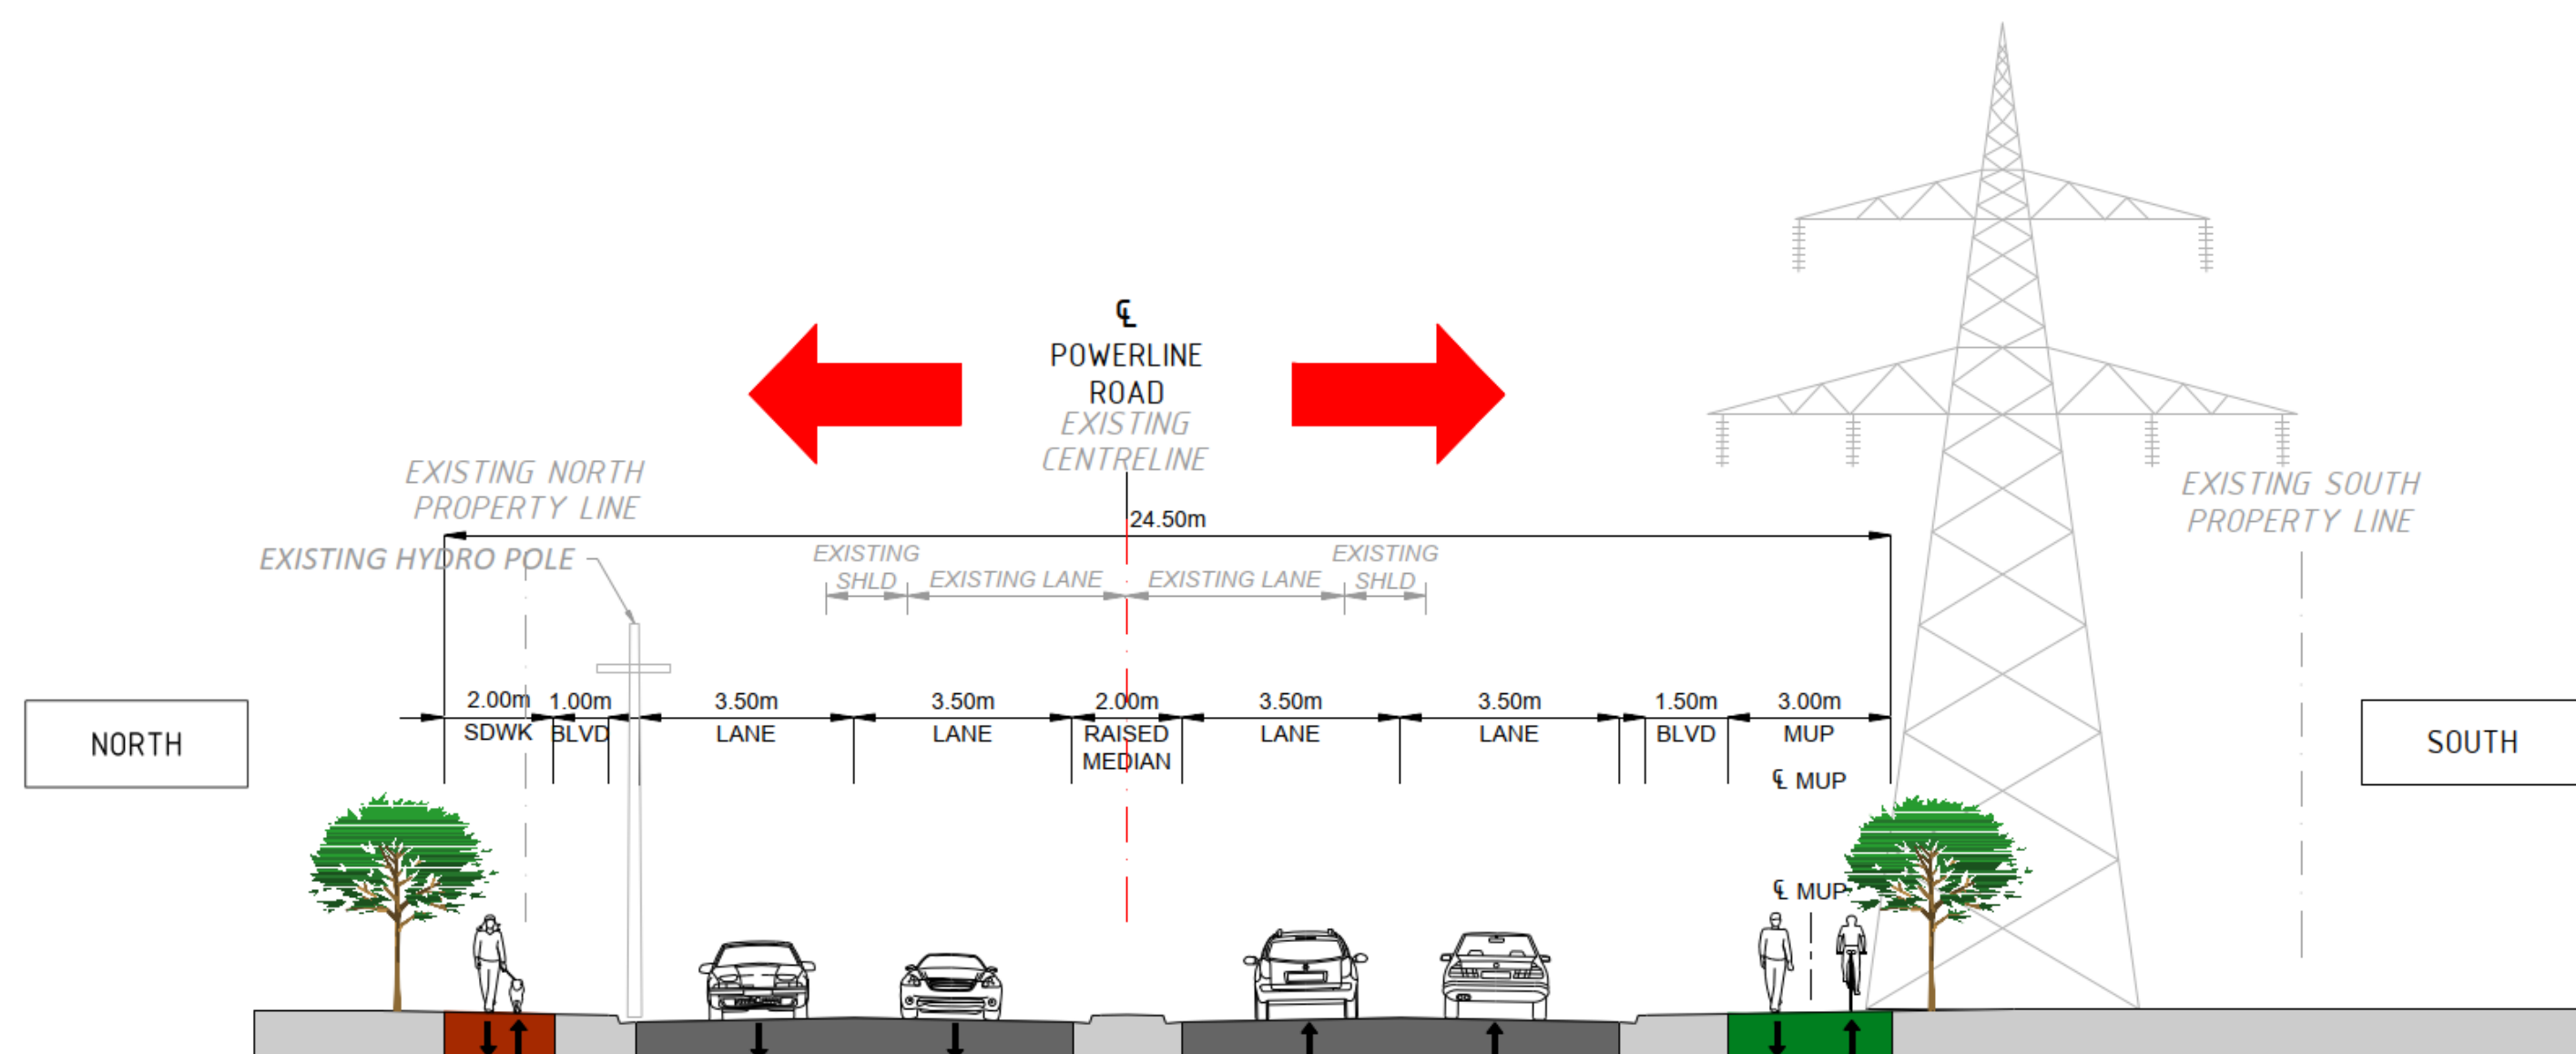 ℄
POWERLINE
ROAD
EXISTING
CENTRELINE
EXISTING NORTH
PROPERTY LINE
EXISTING SOUTH
PROPERTY LINE
24.50m
EXISTING HYDRO POLE
EXISTING
SHLD
EXISTING LANE
EXISTING LANE
EXISTING
SHLD
2.00m
SDWK
1.00m
BLVD
3.50m
LANE
3.50m
LANE
2.00m
RAISED
MEDIAN
3.50m
LANE
3.50m
LANE
1.50m
BLVD
3.00m
MUP
℄ MUP
NORTH
SOUTH
℄ MUP